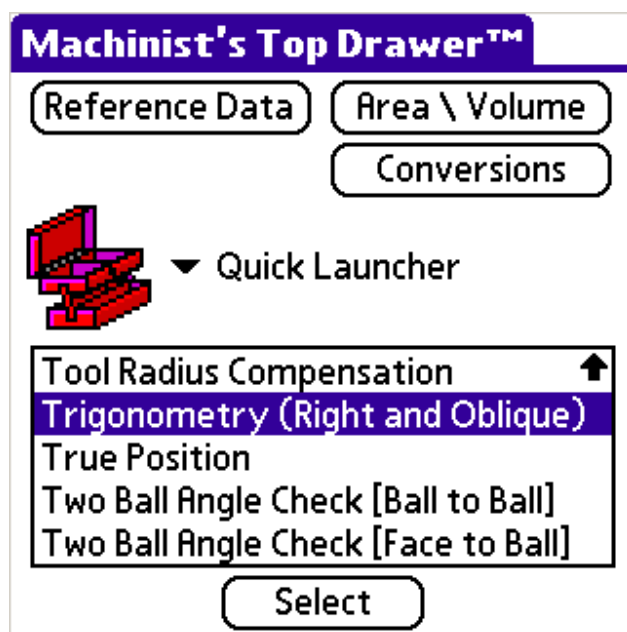 Machinist's Top Drawer™
Reference Data
Area \ Volume
Conversions
Quick Launcher
Tool Radius Compensation
Trigonometry (Right and Oblique)
True Position
Two Ball Angle Check [Ball to Ball]
Two Ball Angle Check [Face to Ball]
Select